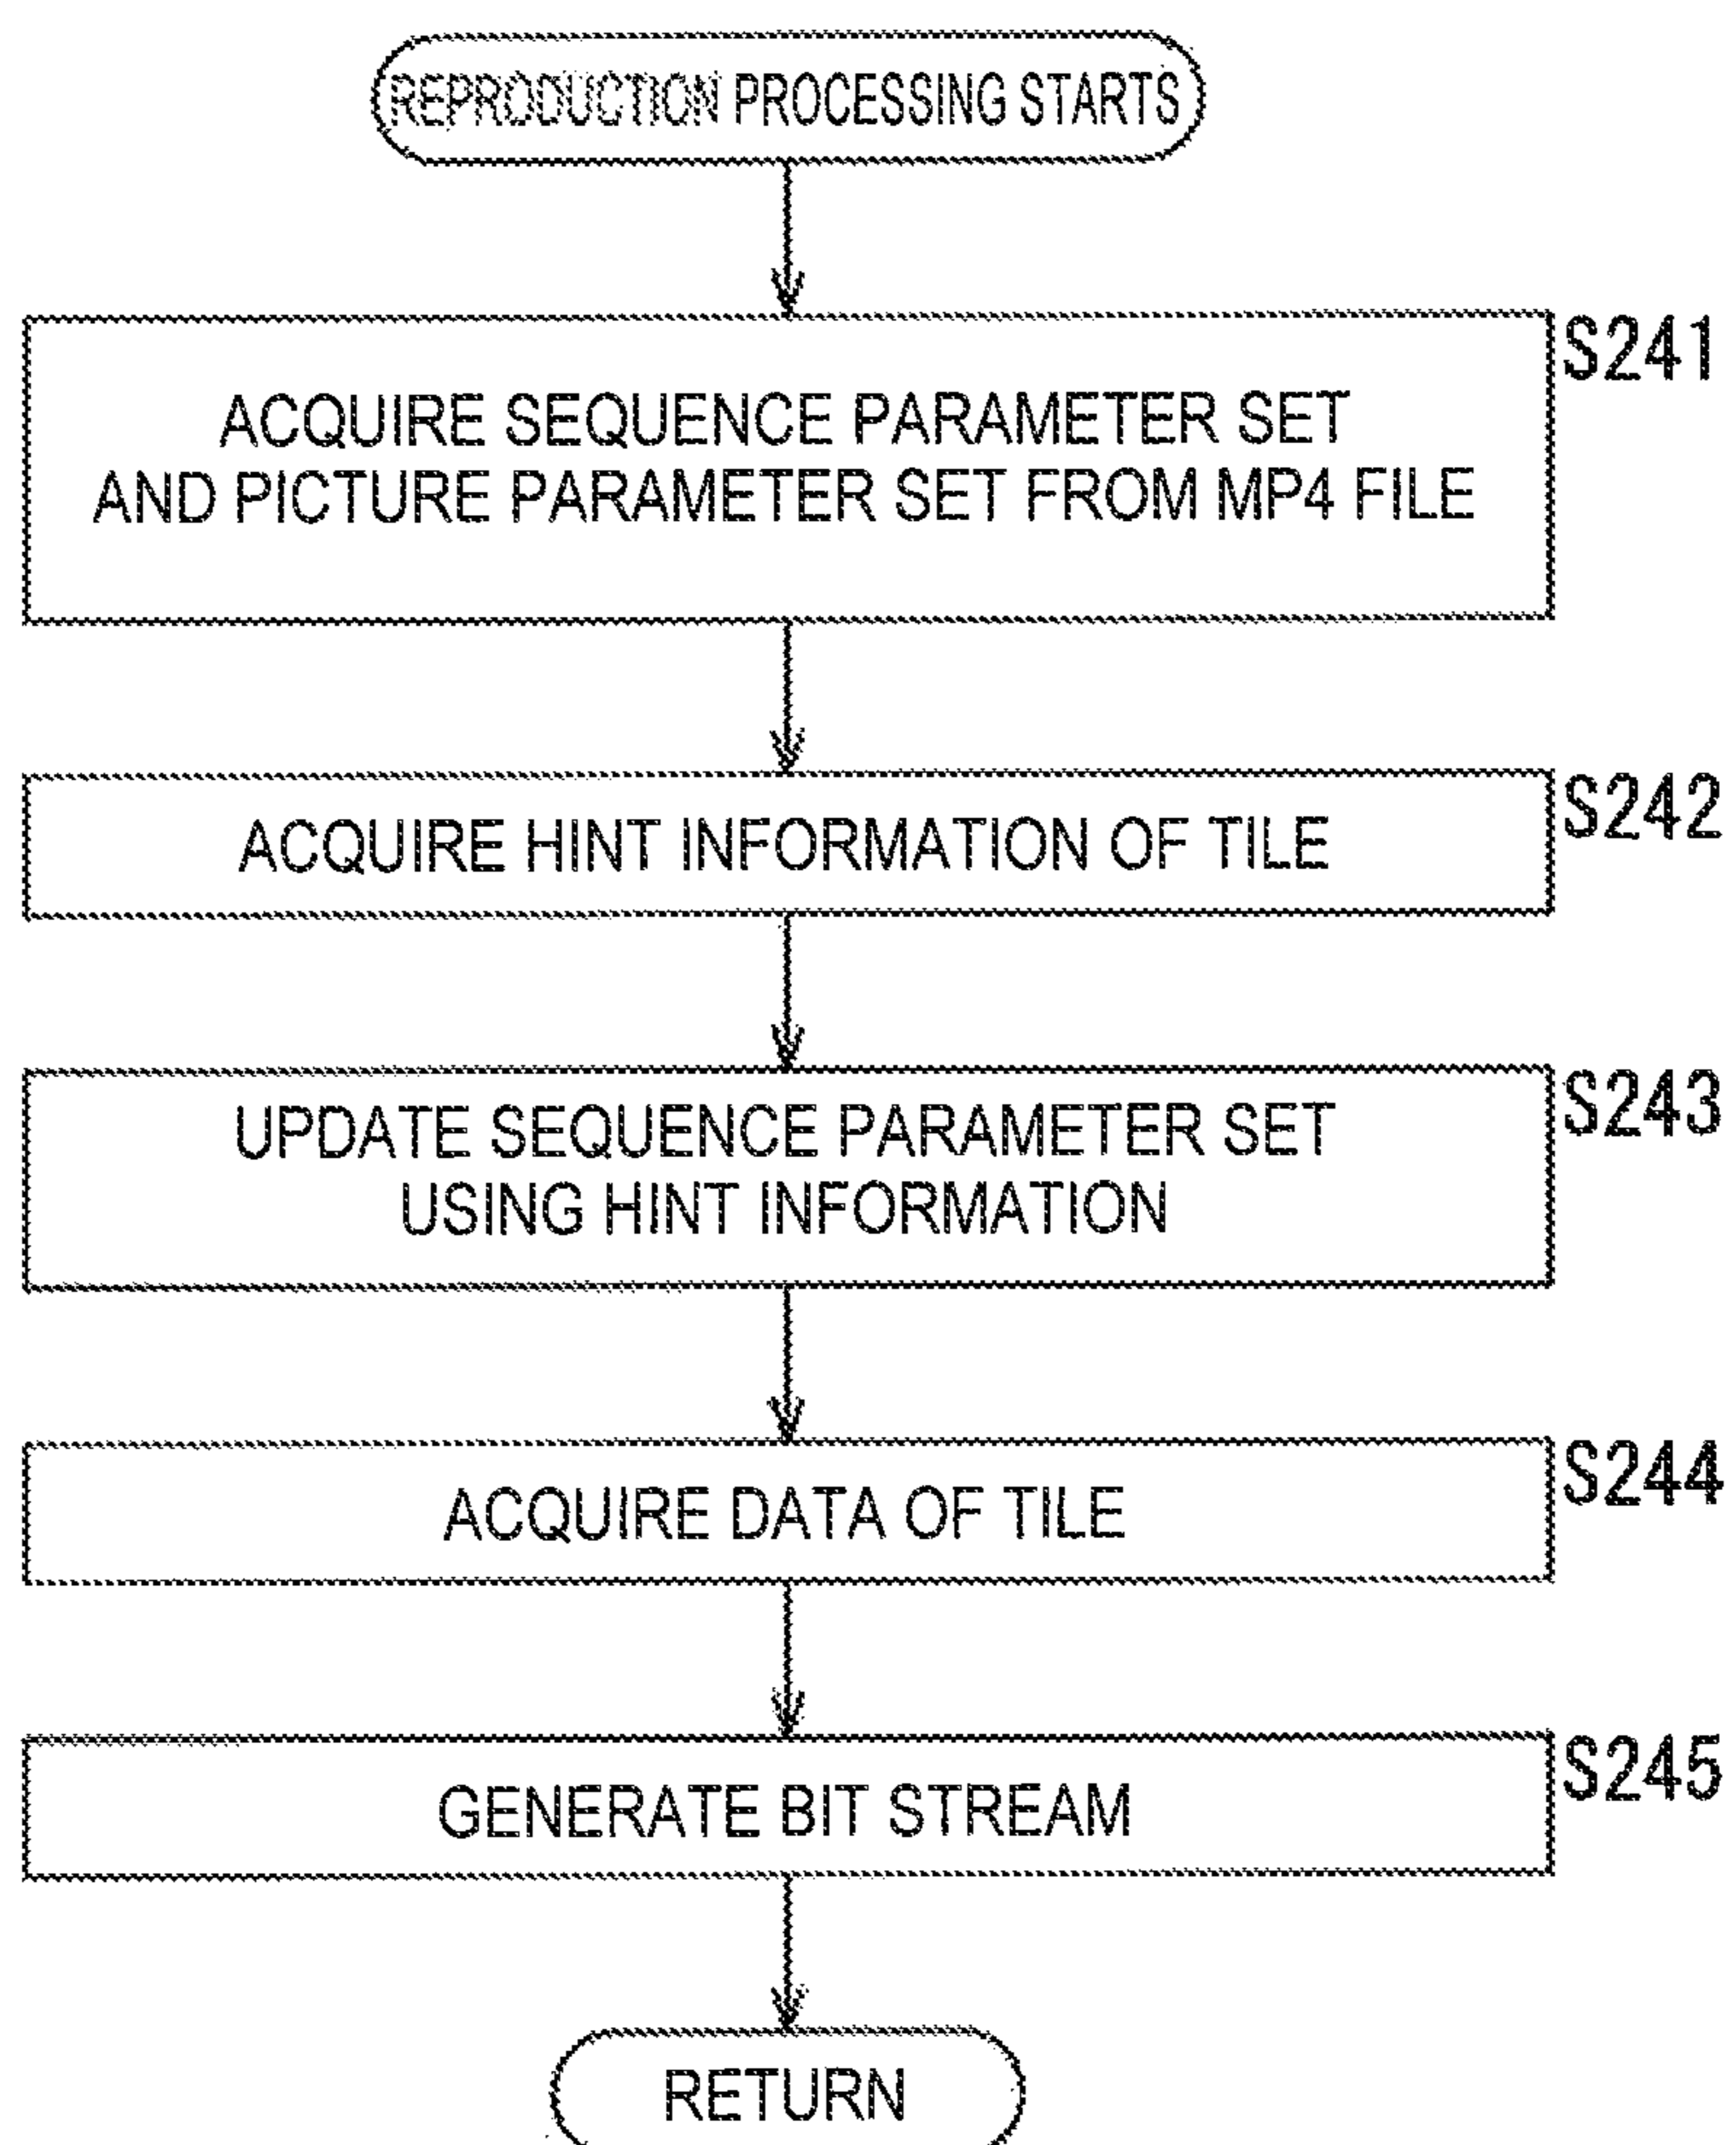 REPRODUCTION PROCESSING STARTS
S241
ACQUIRE SEQUENCE PARAMETER SET
AND PICTURE PARAMETER SET FROM MP4 FILE
S242
ACQUIRE HINT INFORMATION OF TILE
S243
UPDATE SEQUENCE PARAMETER SET
USING HINT INFORMATION
S244
ACQUIRE DATA OF TILE
S245
GENERATE BIT STREAM
RETURN